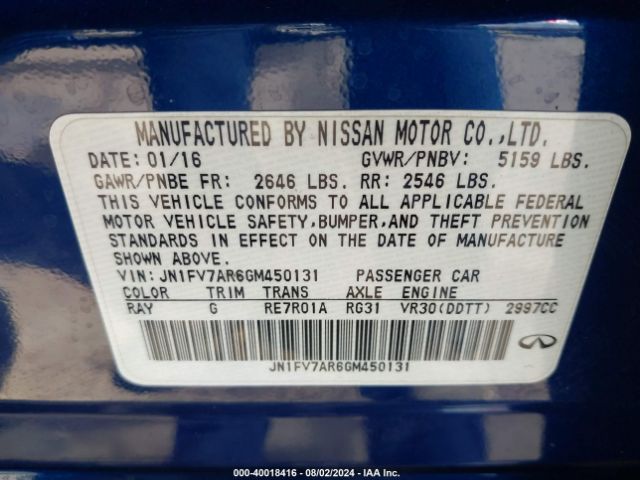 MANUFACTURED BY NISSAN MOTOR CO.,LTD.
DATE: 01/16 GVWR/PNBV: 5159 LBS.
GAWR/PNBE FR: 2646 LBS. RR: 2546 LBS.
THIS VEHICLE CONFORMS TO ALL APPLICABLE FEDERAL
MOTOR VEHICLE SAFETY,BUMPER,AND THEFT PREVENTION
STANDARDS IN EFFECT ON THE DATE OF MANUFACTURE
SHOWN ABOVE.
VIN: JN1FV7AR6GM450131 PASSENGER CAR
COLOR TRIM TRANS AXLE ENGINE
RAY G RE7R01A RG31 VR30(DDTT) 2997CC
JN1FV7AR6GM450131
000-40018416 - 08/02/2024 - IAA Inc.